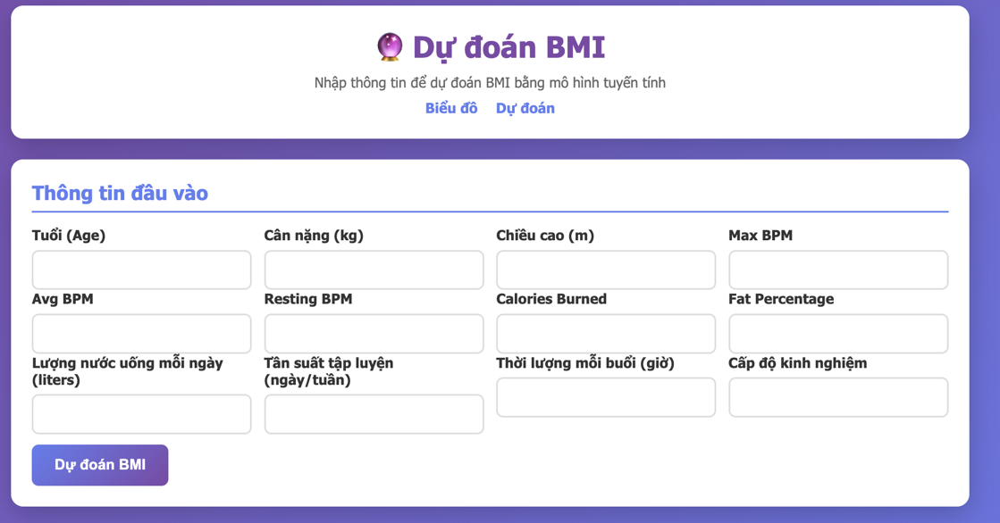 Dự đoán BMI
Nhập thông tin để dự đoán BMI bằng mô hình tuyến tính
Biểu đồ Dự đoán
Thông tin đầu vào
Tuổi (Age) Cân nặng (kg) Chiều cao (m) Max BPM
Avg BPM Resting BPM Calories Burned Fat Percentage
Lượng nước uống mỗi ngày
(liters)
Tần suất tập luyện
(ngày/tuần)
Thời lượng mỗi buổi (giờ)
Cấp độ kinh nghiệm
Dự đoán BMI